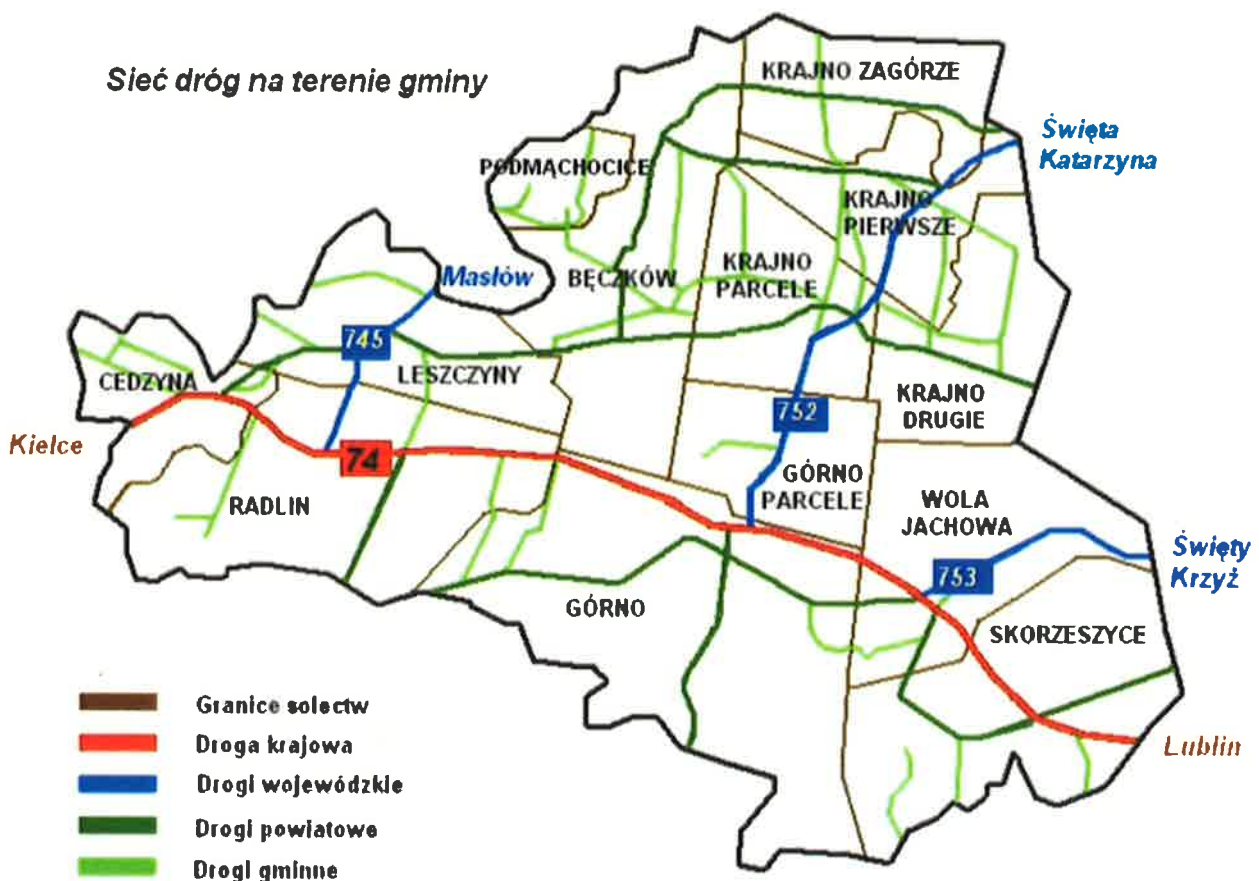 Sieć dróg na terenie gminy
KRAJNO ZAGÓRZE
Święta
Katarzyna
PODMĄCHOCICE
KRAJNO
PIERWSZE
Masłów
BĘCZKÓW
KRAJNO
PARCELE
745
CEDZYNA
LESZCZYNY
KRAJNO
DRUGIE
752
Kielce
74
RADLIN
GÓRNO
PARCELE
WOLA
JACHOWA
Święty
Krzyż
753
GÓRNO
SKORZESZYCE
Lublin
Granice sołectw
Droga krajowa
Drogi wojewódzkie
Drogi powiatowe
Drogi gminne